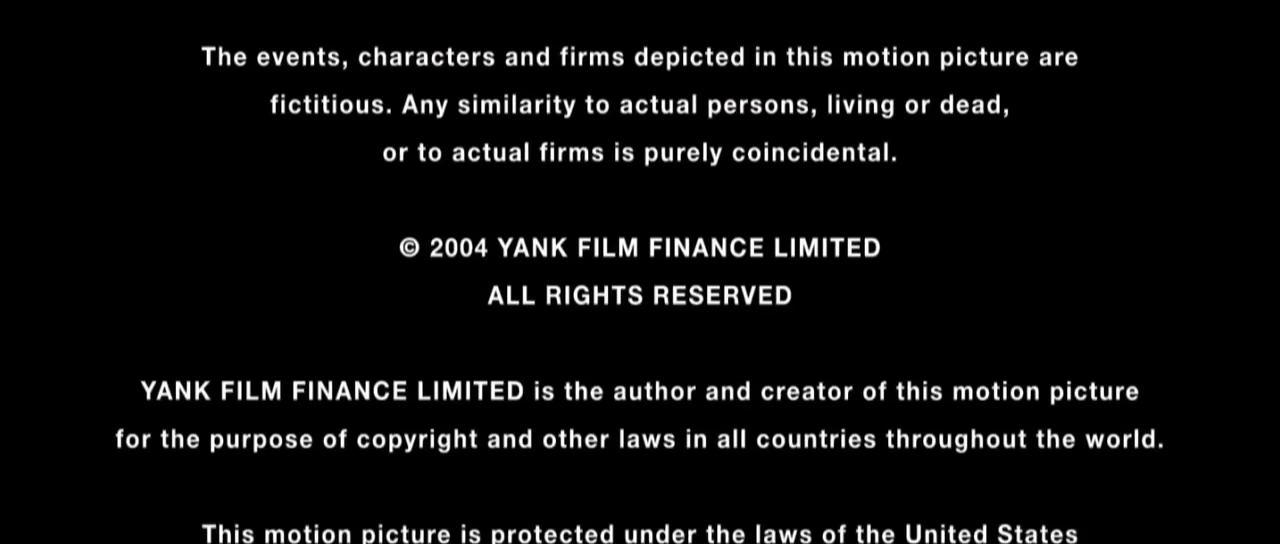 The events, characters and firms depicted in this motion picture are
fictitious. Any similarity to actual persons, living or dead,
or to actual firms is purely coincidental.
© 2004 YANK FILM FINANCE LIMITED
ALL RIGHTS RESERVED
YANK FILM FINANCE LIMITED is the author and creator of this motion picture
for the purpose of copyright and other laws in all countries throughout the world.
This motion picture is protected under the laws of the United States